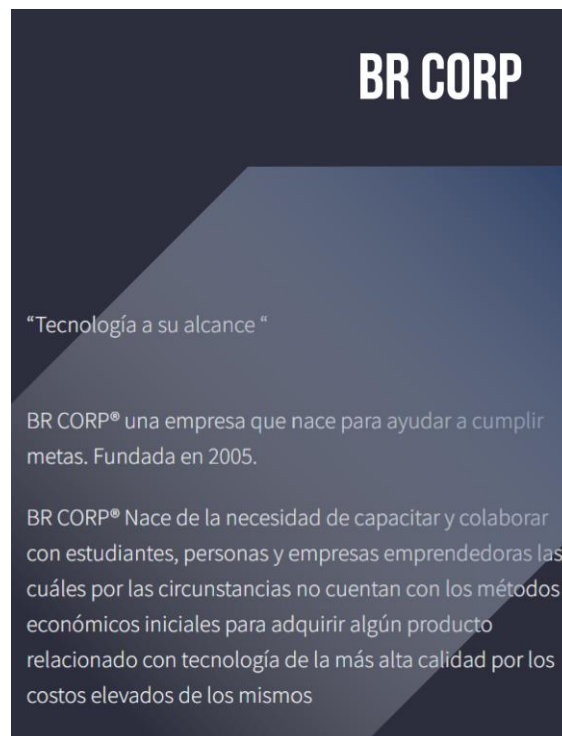 BR CORP
“Tecnología a su alcance “
BR CORP® una empresa que nace para ayudar a cumplir
metas. Fundada en 2005.
BR CORP® Nace de la necesidad de capacitar y colaborar
con estudiantes, personas y empresas emprendedoras las
cuáles por las circunstancias no cuentan con los métodos
económicos iniciales para adquirir algún producto
relacionado con tecnología de la más alta calidad por los
costos elevados de los mismos